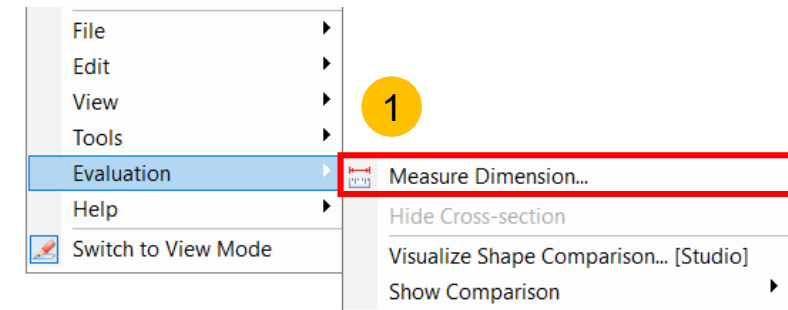 File
Edit
View
Tools
Evaluation
Help
Switch to View Mode
1
Measure Dimension...
Hide Cross-section
Visualize Shape Comparison... [Studio]
Show Comparison